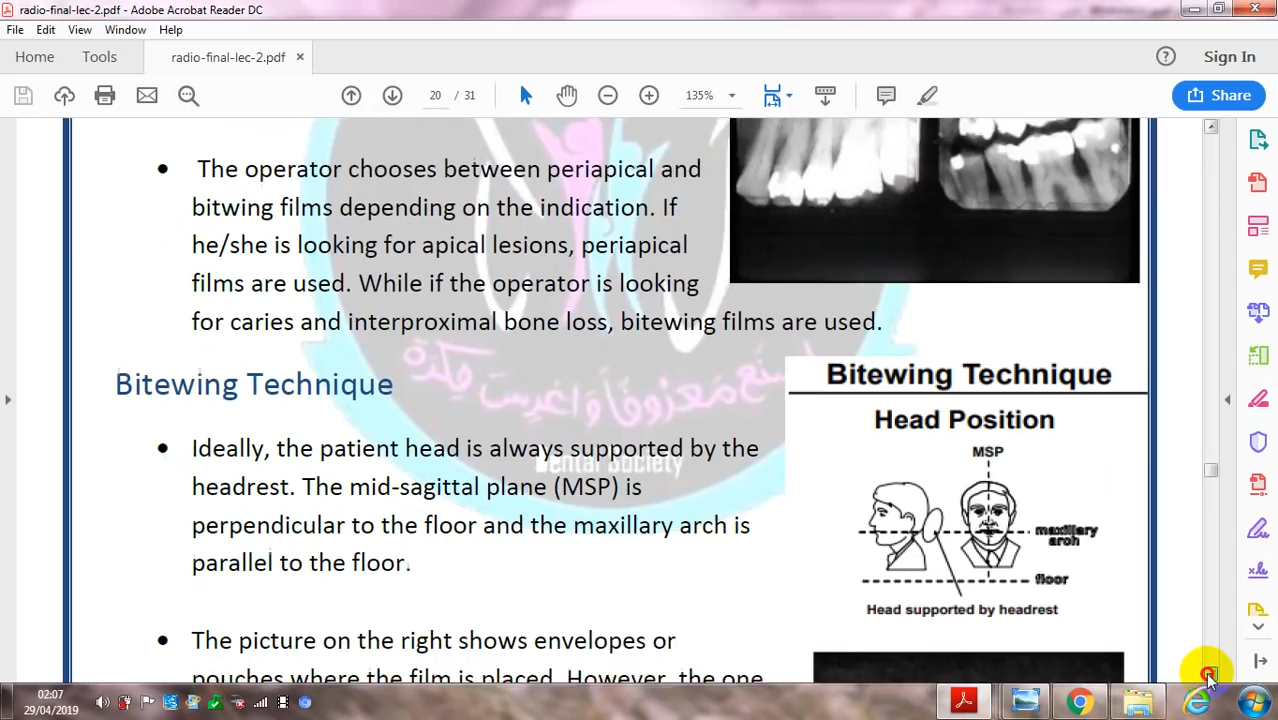 radio-final-lec-2.pdf - Adobe Acrobat Reader DC
File Edit View Window Help
Home Tools radio-final-lec-2.pdf × Sign In
20 / 31 135% Share
The operator chooses between periapical and
bitwing films depending on the indication. If
he/she is looking for apical lesions, periapical
films are used. While if the operator is looking
for caries and interproximal bone loss, bitewing films are used.
Bitewing Technique
Ideally, the patient head is always supported by the
headrest. The mid-sagittal plane (MSP) is
perpendicular to the floor and the maxillary arch is
parallel to the floor.
The picture on the right shows envelopes or
pouches where the film is placed. However, the one
Bitewing Technique
Head Position
MSP
maxillary
arch
floor
Head supported by headrest
معروفاً واغرس فكرة
Dental Society
02:07
29/04/2019